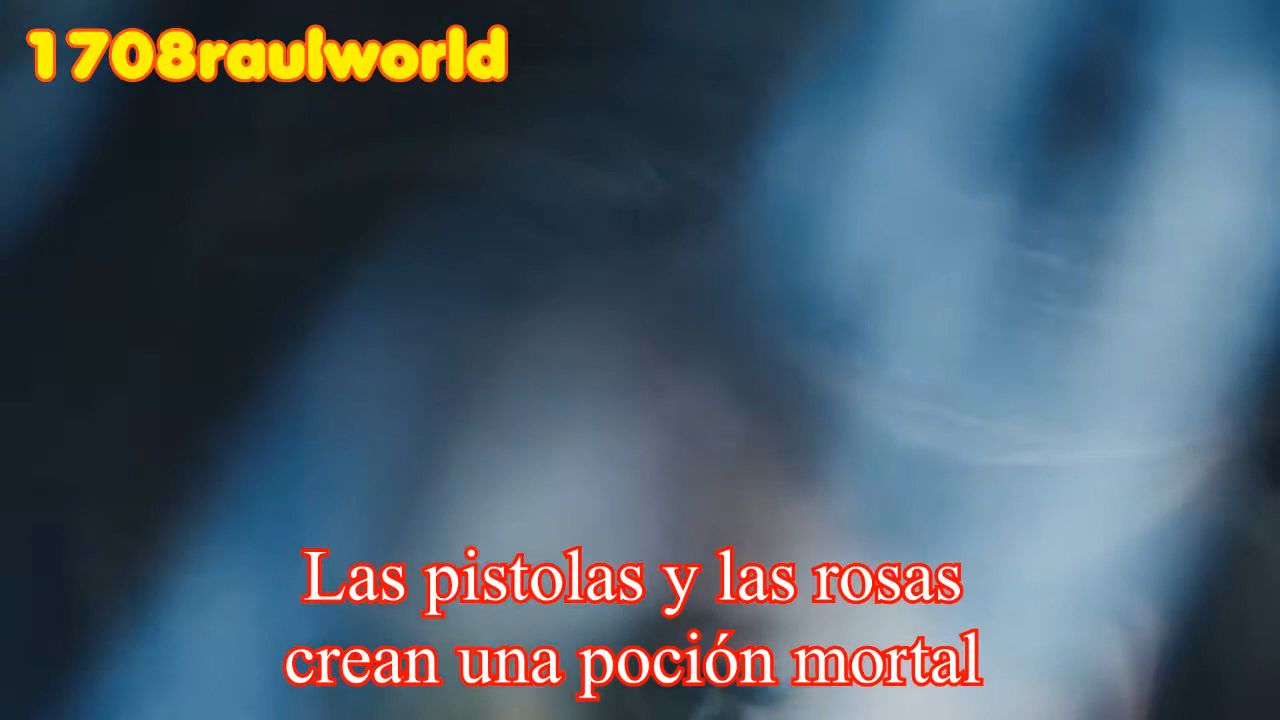 1708raulworld
Las pistolas y las rosas
crean una poción mortal